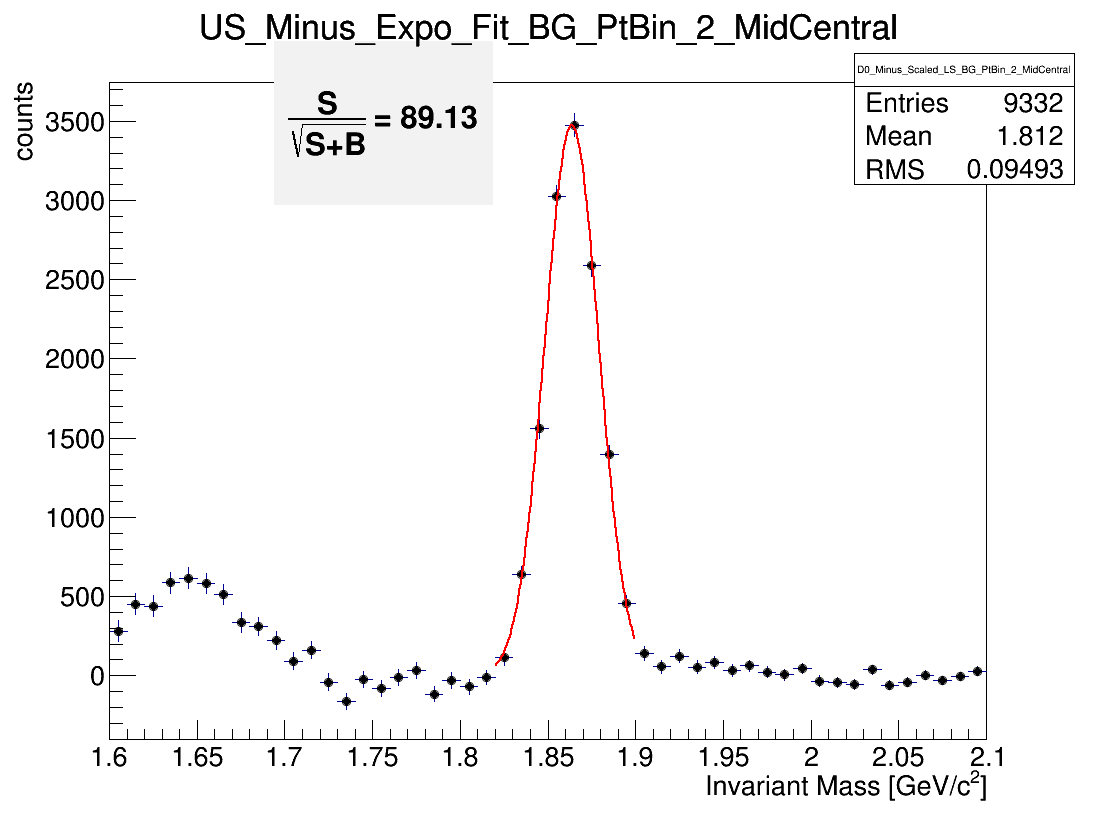 US_Minus_Expo_Fit_BG_PtBin_2_MidCentral
D0_Minus_Scaled_LS_BG_PtBin_2_MidCentral
Entries 9332
Mean 1.812
RMS 0.09493
S
√S+B = 89.13
counts
3500
3000
2500
2000
1500
1000
500
0
1.6 1.65 1.7 1.75 1.8 1.85 1.9 1.95 2 2.05 2.1
Invariant Mass [GeV/c²]